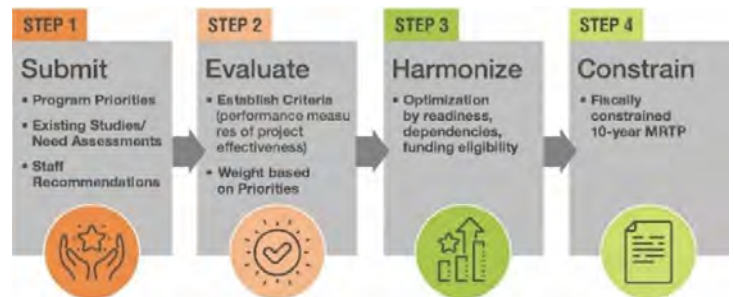 STEP 1
Submit
• Program Priorities
• Existing Studies/
Need Assessments
• Staff
Recommendations
STEP 2
Evaluate
• Establish Criteria
(performance measu
res of project
effectiveness)
• Weight based
on Priorities
STEP 3
Harmonize
• Optimization
by readiness,
dependencies,
funding eligibility
STEP 4
Constrain
• Fiscally
constrained
10-year MRTP